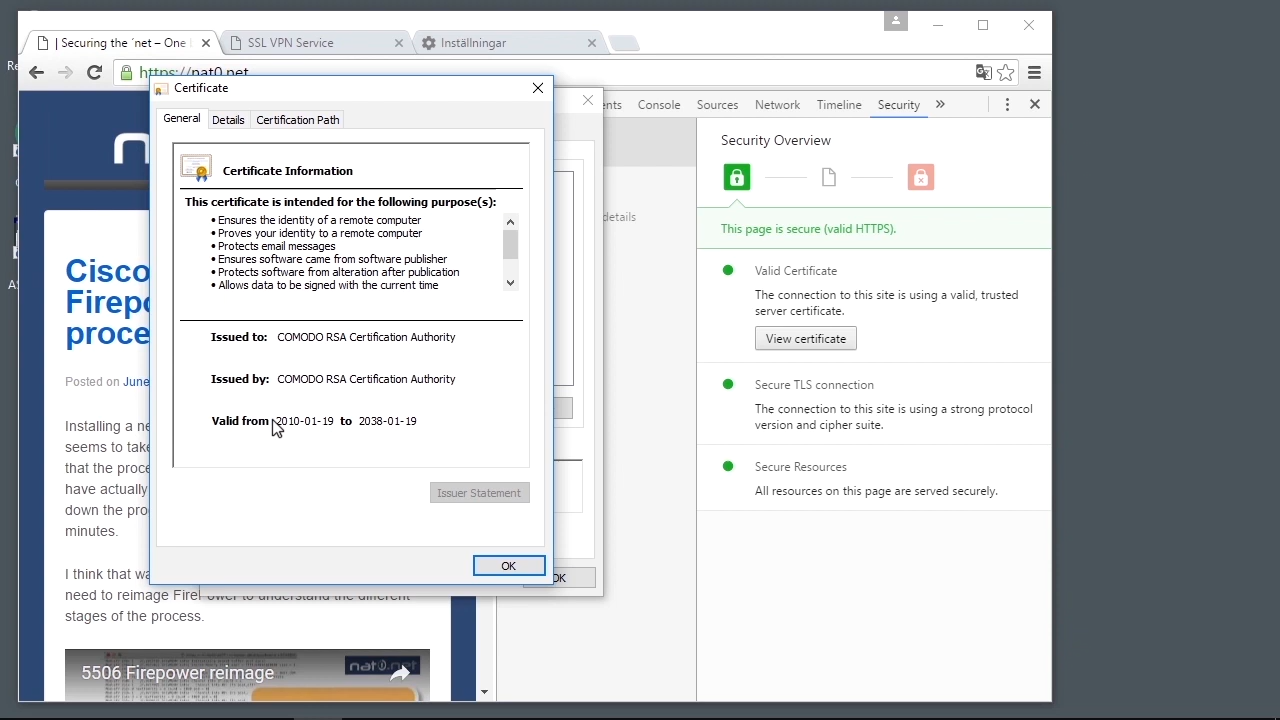 | Securing the 'net – One
SSL VPN Service
Inställningar
https://nat0.net
Certificate
General
Details
Certification Path
Certificate Information
This certificate is intended for the following purpose(s):
• Ensures the identity of a remote computer
• Proves your identity to a remote computer
• Protects email messages
• Ensures software came from software publisher
• Protects software from alteration after publication
• Allows data to be signed with the current time
Issued to: COMODO RSA Certification Authority
Issued by: COMODO RSA Certification Authority
Valid from 2010-01-19 to 2038-01-19
Issuer Statement
OK
OK
ents
Console
Sources
Network
Timeline
Security
details
Security Overview
This page is secure (valid HTTPS).
Valid Certificate
The connection to this site is using a valid, trusted
server certificate.
View certificate
Secure TLS connection
The connection to this site is using a strong protocol
version and cipher suite.
Secure Resources
All resources on this page are served securely.
Cisco
Firepo
proce
Posted on June
Installing a ne
seems to take
that the proce
have actually
down the pro
minutes.
I think that wa
need to reimage Firepower to understand the different
stages of the process.
5506 Firepower reimage
nat0.net